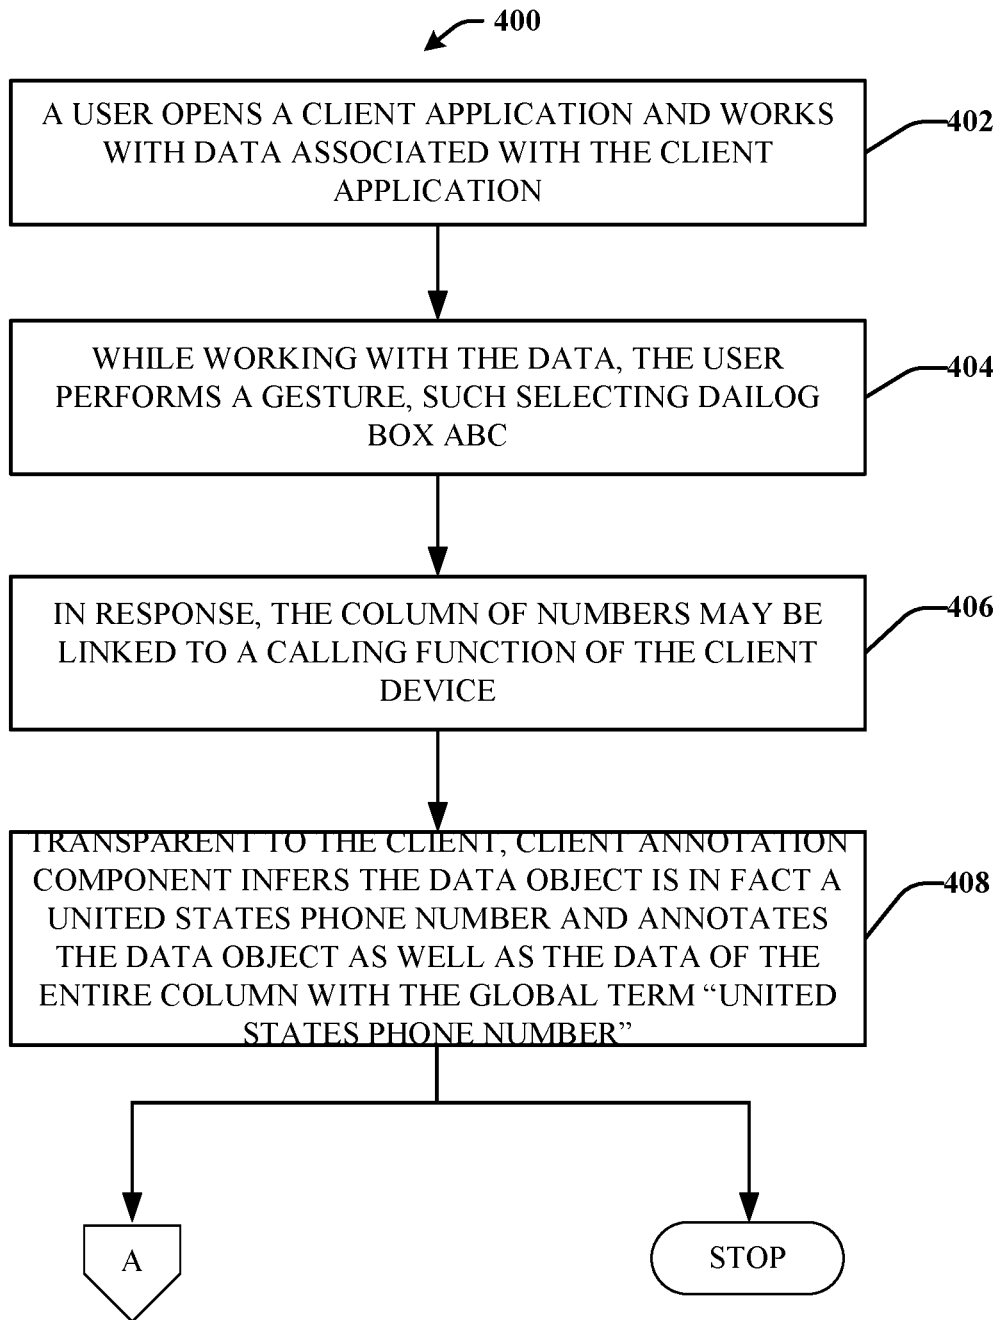 400
A USER OPENS A CLIENT APPLICATION AND WORKS
WITH DATA ASSOCIATED WITH THE CLIENT
APPLICATION
402
WHILE WORKING WITH THE DATA, THE USER
PERFORMS A GESTURE, SUCH SELECTING DAILOG
BOX ABC
404
IN RESPONSE, THE COLUMN OF NUMBERS MAY BE
LINKED TO A CALLING FUNCTION OF THE CLIENT
DEVICE
406
TRANSPARENT TO THE CLIENT, CLIENT ANNOTATION
COMPONENT INFERS THE DATA OBJECT IS IN FACT A
UNITED STATES PHONE NUMBER AND ANNOTATES
THE DATA OBJECT AS WELL AS THE DATA OF THE
ENTIRE COLUMN WITH THE GLOBAL TERM “UNITED
STATES PHONE NUMBER”
408
A
STOP